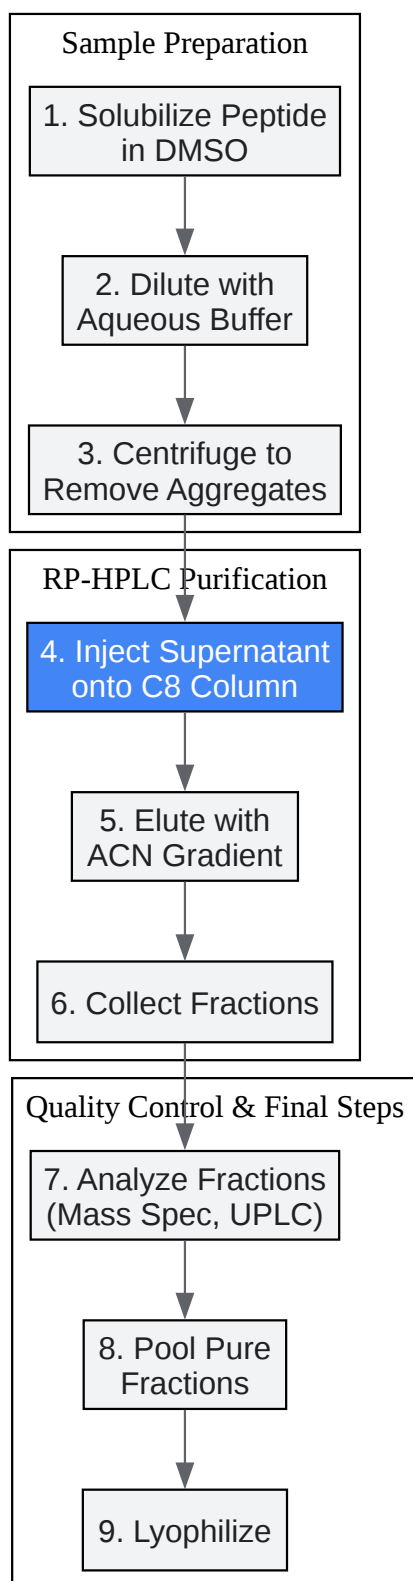 Sample Preparation
1. Solubilize Peptide
in DMSO
2. Dilute with
Aqueous Buffer
3. Centrifuge to
Remove Aggregates
RP-HPLC Purification
4. Inject Supernatant
onto C8 Column
5. Elute with
ACN Gradient
6. Collect Fractions
Quality Control & Final Steps
7. Analyze Fractions
(Mass Spec, UPLC)
8. Pool Pure
Fractions
9. Lyophilize